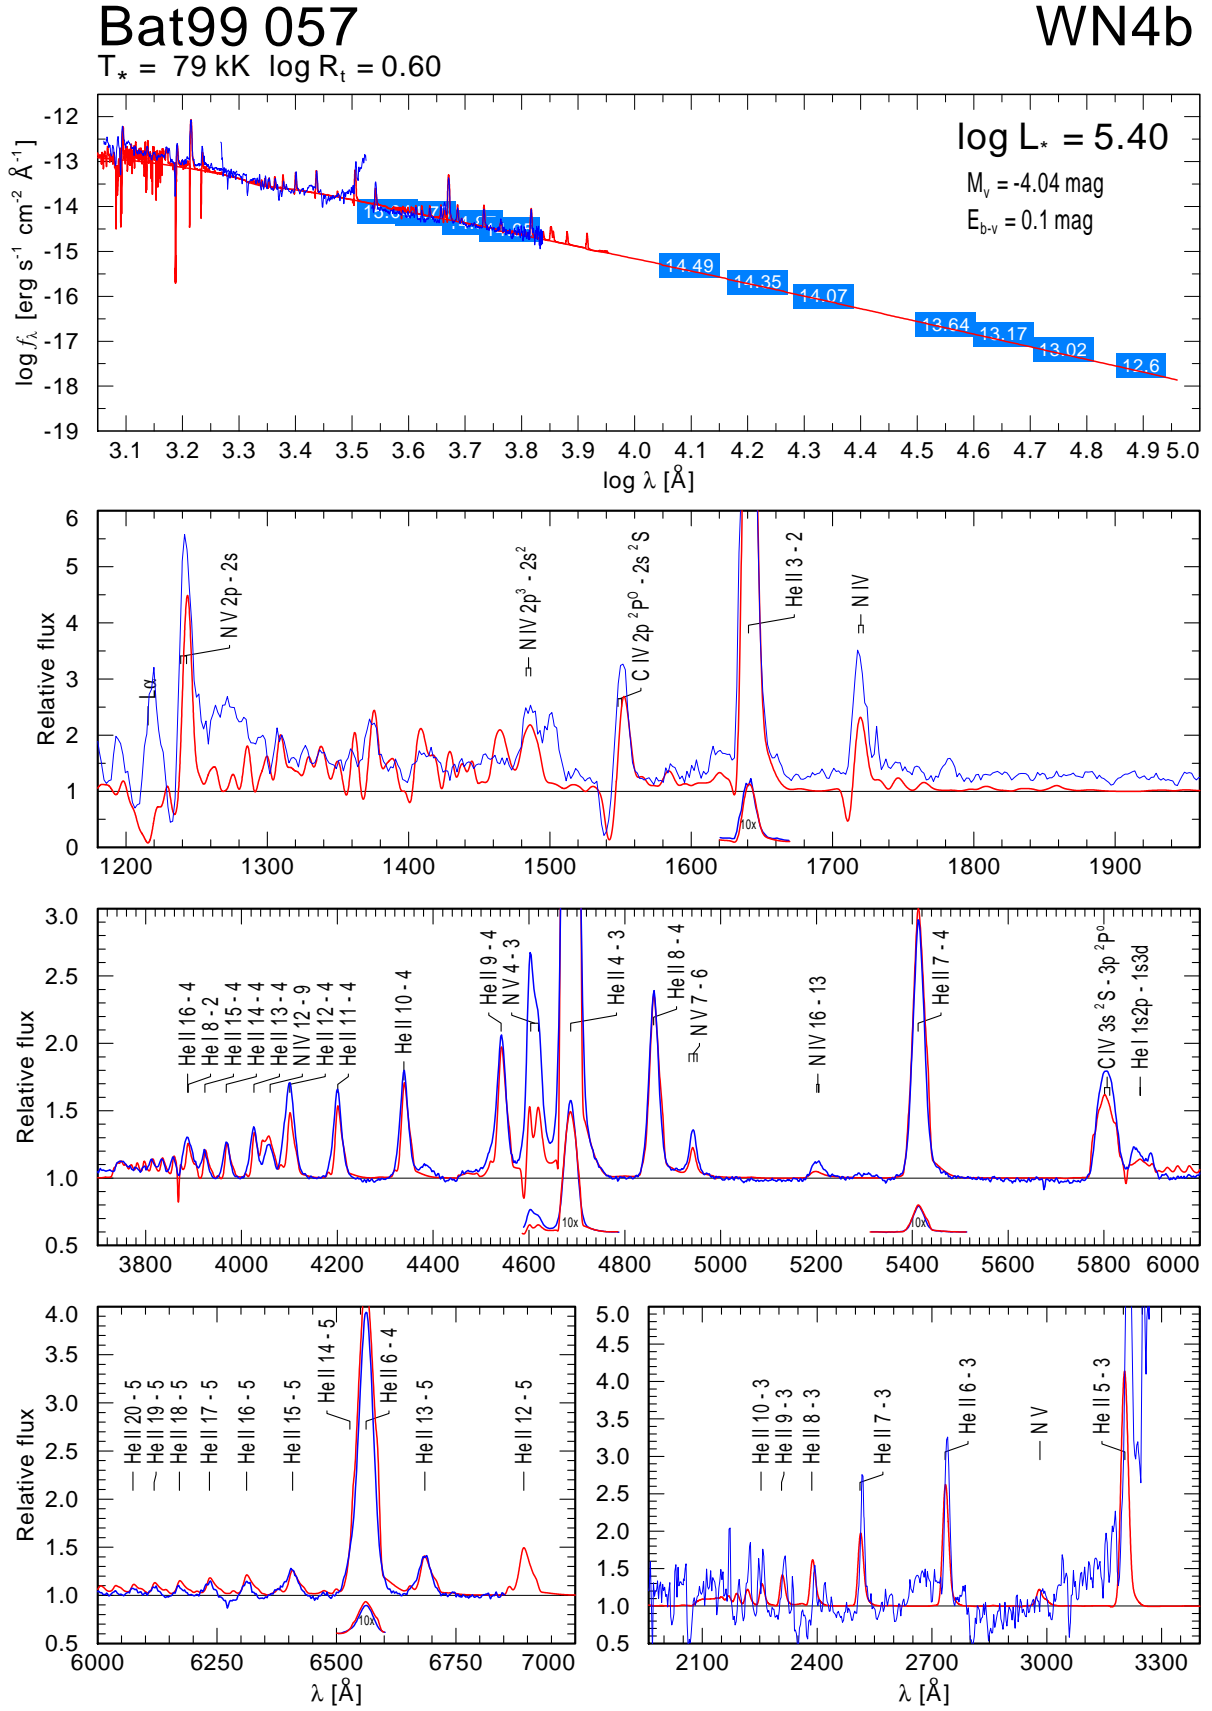 Bat99 057 WN4b
T* = 79 kK log Rt = 0.60
log L* = 5.40
Mv = -4.04 mag
Eb-v = 0.1 mag
log fλ [erg s-1 cm-2 Å-1]
-12
-13
-14
-15
-16
-17
-18
-19
14.49
14.35
14.07
13.64
13.17
13.02
12.6
3.1 3.2 3.3 3.4 3.5 3.6 3.7 3.8 3.9 4.0 4.1 4.2 4.3 4.4 4.5 4.6 4.7 4.8 4.9 5.0
log λ [Å]
Relative flux
6
5
4
3
2
1
0
Lα
N V 2p - 2s
N IV 2p3 - 2s2
C IV 2p 2P0 - 2s 2S
He II 3 - 2
N IV
10x
1200 1300 1400 1500 1600 1700 1800 1900
Relative flux
3.0
2.5
2.0
1.5
1.0
0.5
He II 16 - 4
He I 8 - 2
He II 15 - 4
He II 14 - 4
He II 13 - 4
N IV 12 - 9
He II 12 - 4
He II 11 - 4
He II 10 - 4
He II 9 - 4
N V 4 - 3
He II 4 - 3
He II 8 - 4
N V 7 - 6
N IV 16 - 13
He II 7 - 4
C IV 3s 2S - 3p 2P0
He I 1s2p - 1s3d
10x
10x
3800 4000 4200 4400 4600 4800 5000 5200 5400 5600 5800 6000
Relative flux
4.0
3.5
3.0
2.5
2.0
1.5
1.0
0.5
He II 20 - 5
He II 19 - 5
He II 18 - 5
He II 17 - 5
He II 16 - 5
He II 15 - 5
He II 14 - 5
He II 6 - 4
He II 13 - 5
He II 12 - 5
10x
6000 6250 6500 6750 7000
λ [Å]
5.0
4.5
4.0
3.5
3.0
2.5
2.0
1.5
1.0
0.5
He II 10 - 3
He II 9 - 3
He II 8 - 3
He II 7 - 3
He II 6 - 3
N V
He II 5 - 3
2100 2400 2700 3000 3300
λ [Å]